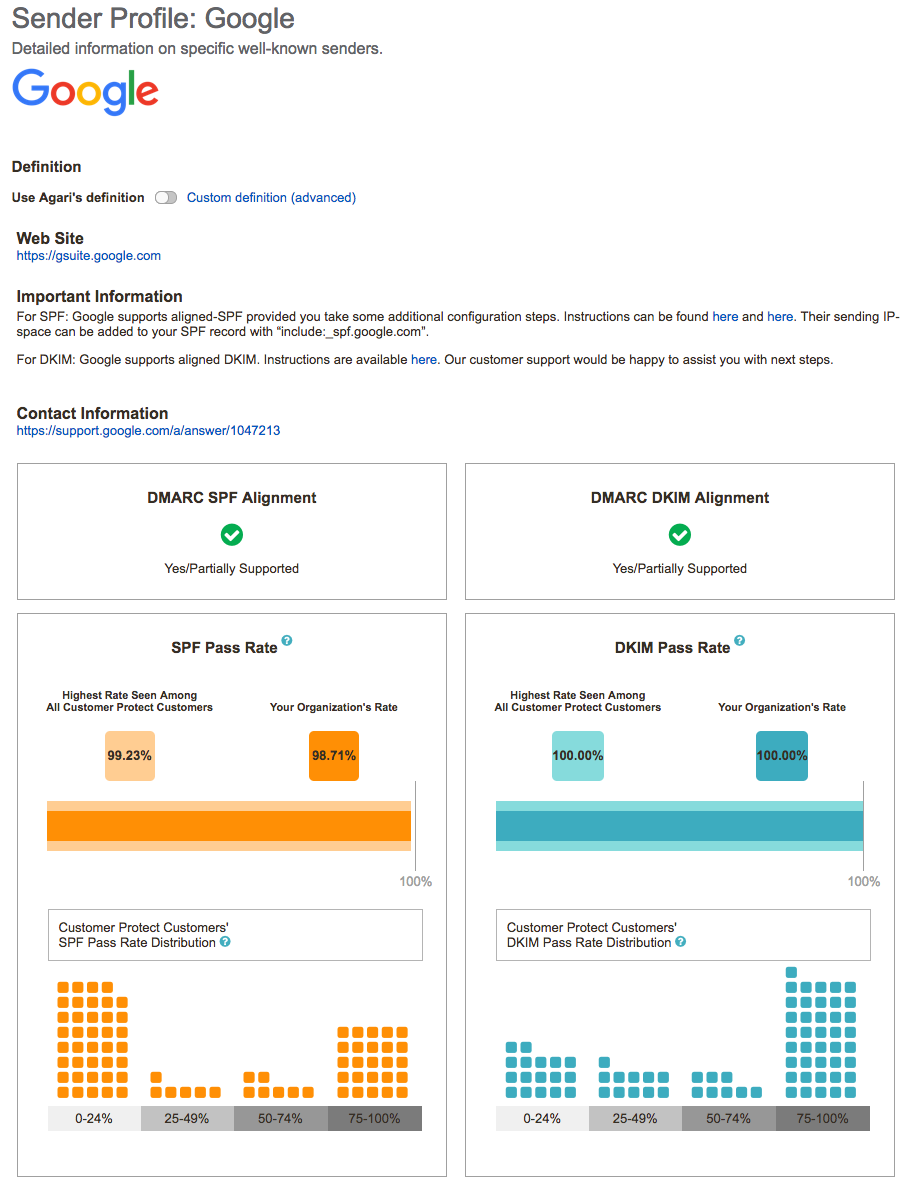 Sender Profile: Google
Detailed information on specific well-known senders.
Google
Definition
Use Agari's definition Custom definition (advanced)
Web Site
https://gsuite.google.com
Important Information
For SPF: Google supports aligned-SPF provided you take some additional configuration steps. Instructions can be found here and here. Their sending IP-
space can be added to your SPF record with “include:_spf.google.com”.
For DKIM: Google supports aligned DKIM. Instructions are available here. Our customer support would be happy to assist you with next steps.
Contact Information
https://support.google.com/a/answer/1047213
DMARC SPF Alignment
Yes/Partially Supported
DMARC DKIM Alignment
Yes/Partially Supported
SPF Pass Rate ?
Highest Rate Seen Among
All Customer Protect Customers
Your Organization's Rate
99.23%
98.71%
100%
Customer Protect Customers'
SPF Pass Rate Distribution ?
0-24% 25-49% 50-74% 75-100%
DKIM Pass Rate ?
Highest Rate Seen Among
All Customer Protect Customers
Your Organization's Rate
100.00%
100.00%
100%
Customer Protect Customers'
DKIM Pass Rate Distribution ?
0-24% 25-49% 50-74% 75-100%